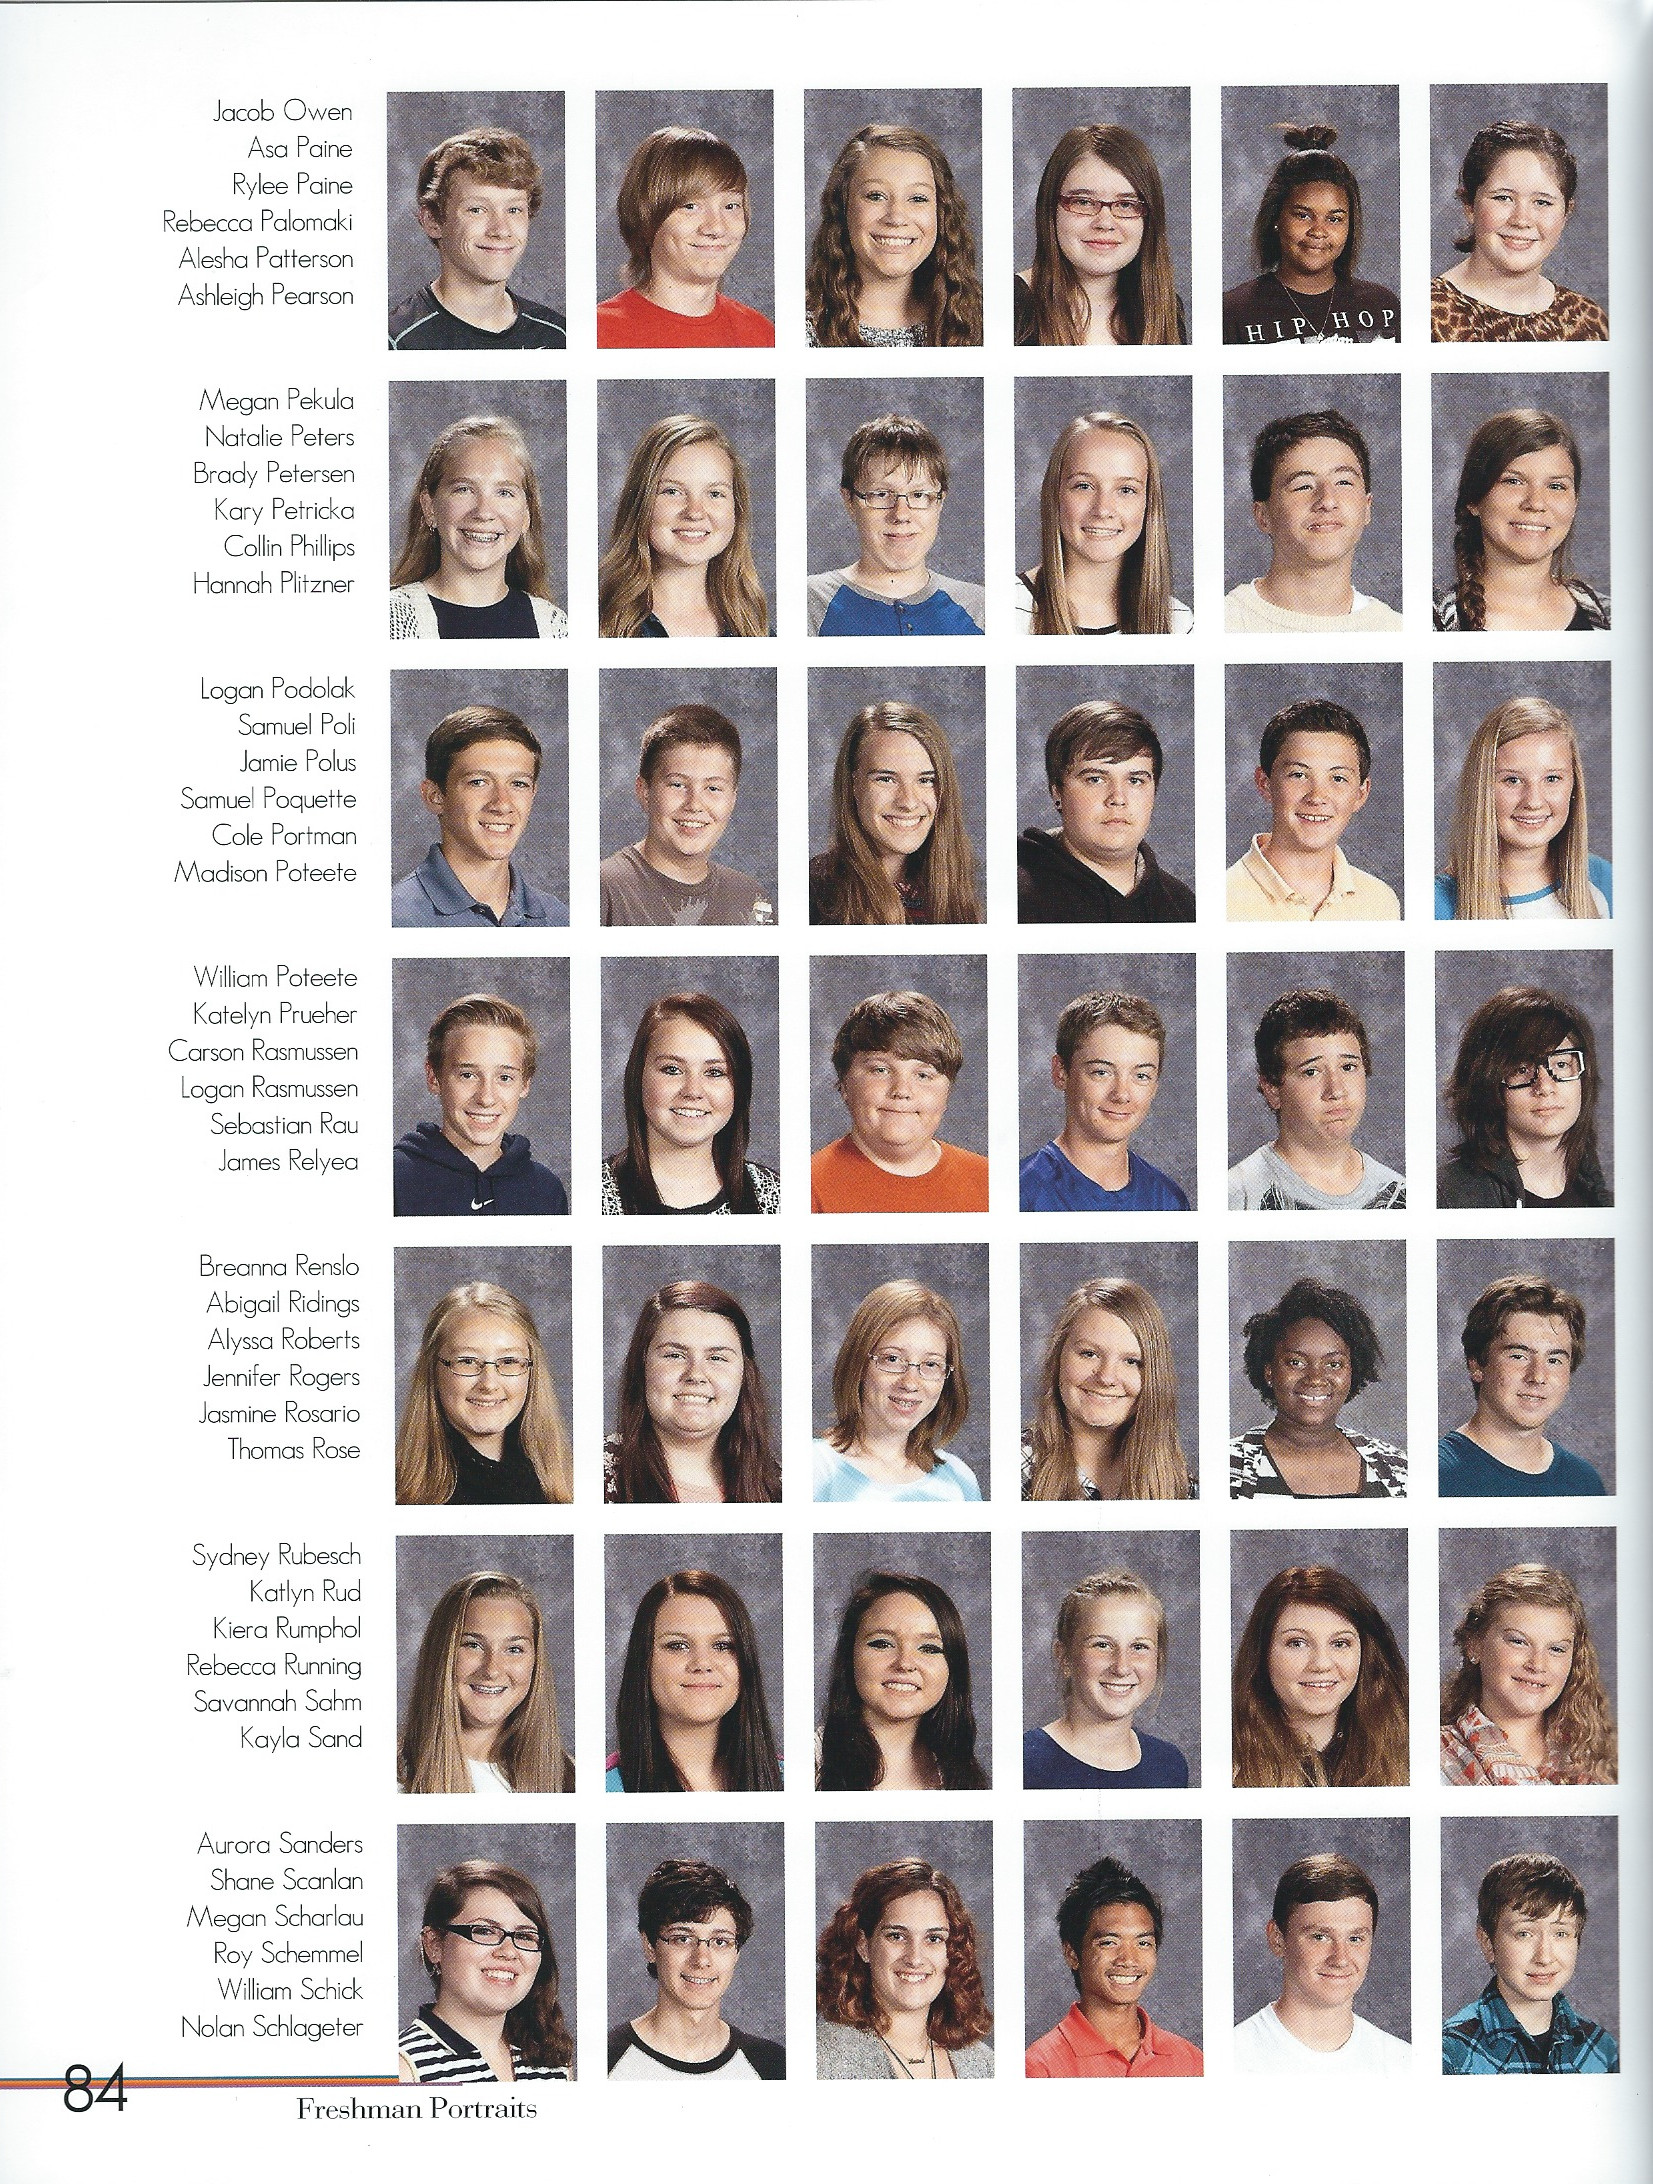 Jacob Owen
Asa Paine
Rylee Paine
Rebecca Palomaki
Alesha Patterson
Ashleigh Pearson
HIP HOP
Megan Pekula
Natalie Peters
Brady Petersen
Kary Petricka
Collin Phillips
Hannah Plitzner
Logan Podolak
Samuel Poli
Jamie Polus
Samuel Poquette
Cole Portman
Madison Poteete
William Poteete
Katelyn Prueher
Carson Rasmussen
Logan Rasmussen
Sebastian Rau
James Relyea
Breanna Renslo
Abigail Ridings
Alyssa Roberts
Jennifer Rogers
Jasmine Rosario
Thomas Rose
Sydney Rubesch
Katlyn Rud
Kiera Rumphol
Rebecca Running
Savannah Sahm
Kayla Sand
Aurora Sanders
Shane Scanlan
Megan Scharlau
Roy Schemmel
William Schick
Nolan Schlageter
84
Freshman Portraits